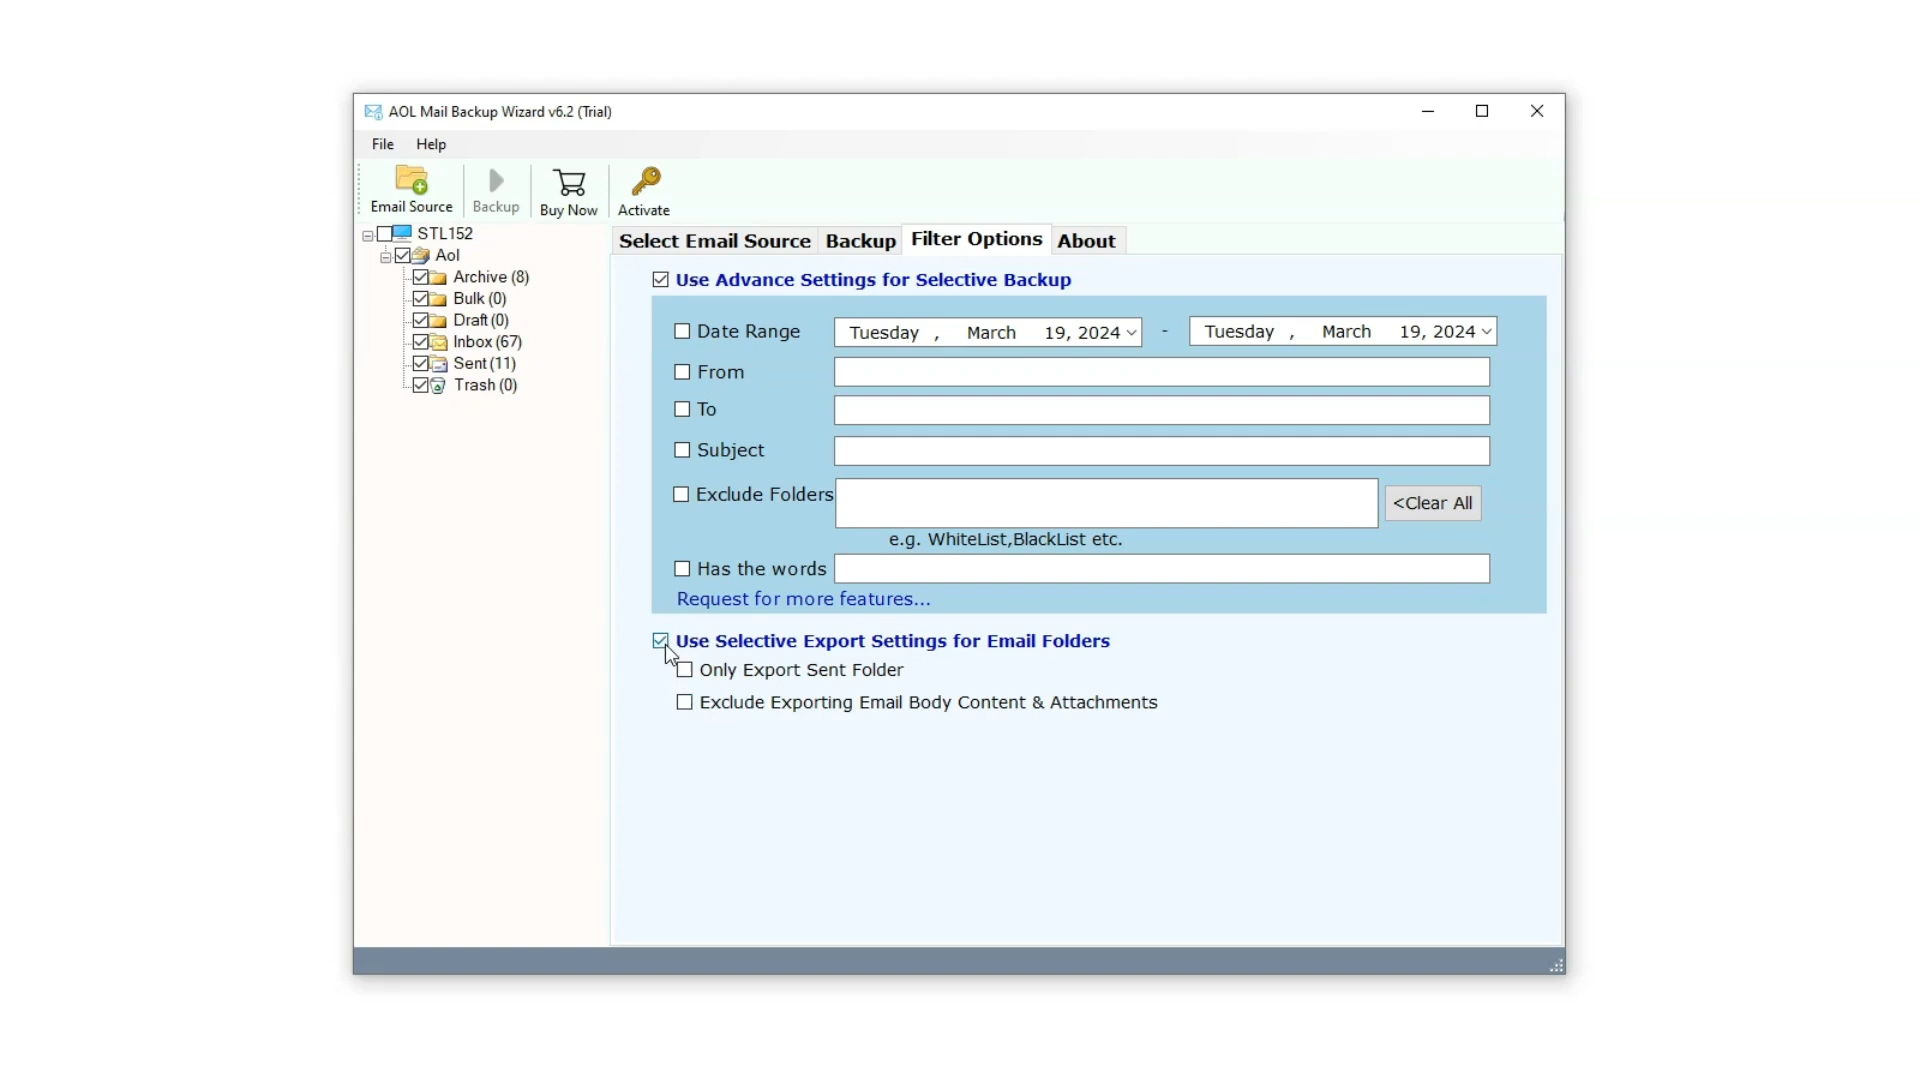 AOL Mail Backup Wizard v6.2 (Trial)
File Help
Email Source Backup Buy Now Activate
STL152
Aol
Archive (8)
Bulk (0)
Draft (0)
Inbox (67)
Sent (11)
Trash (0)
Select Email Source Backup Filter Options About
Use Advance Settings for Selective Backup
Date Range Tuesday , March 19, 2024 - Tuesday , March 19, 2024
From
To
Subject
Exclude Folders <Clear All
e.g. WhiteList,BlackList etc.
Has the words
Request for more features...
Use Selective Export Settings for Email Folders
Only Export Sent Folder
Exclude Exporting Email Body Content & Attachments